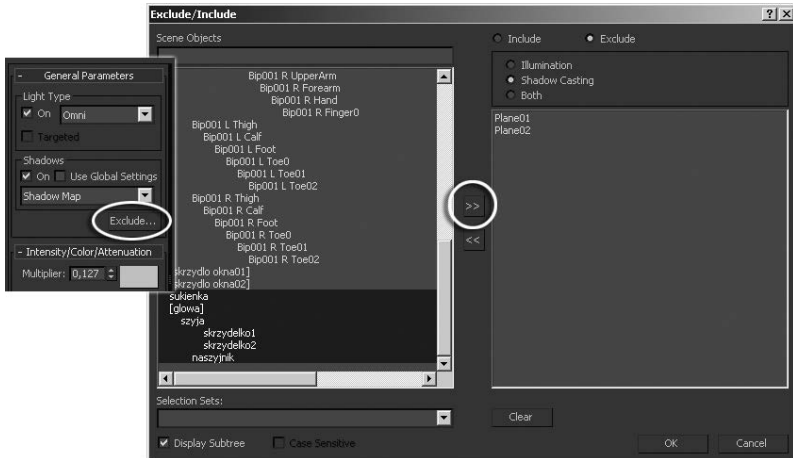 Exclude/Include
? x
Scene Objects
Bip001 R UpperArm
Bip001 R Forearm
Bip001 R Hand
Bip001 R Finger0
Bip001 L Thigh
Bip001 L Calf
Bip001 L Foot
Bip001 L Toe0
Bip001 L Toe01
Bip001 L Toe02
Bip001 R Thigh
Bip001 R Calf
Bip001 R Foot
Bip001 R Toe0
Bip001 R Toe01
Bip001 R Toe02
skrzydlo okna01]
skrzydlo okna02]
sukienka
[glowa]
szyja
skrzydelko1
skrzydelko2
naszyjnik
Selection Sets:
Display Subtree
Case Sensitive
>>
<<
Include
Exclude
Illumination
Shadow Casting
Both
Plane01
Plane02
Clear
OK
Cancel
- General Parameters
Light Type
On Omni
Targeted
Shadows
On Use Global Settings
Shadow Map
Exclude...
- Intensity/Color/Attenuation
Multiplier: 0,127